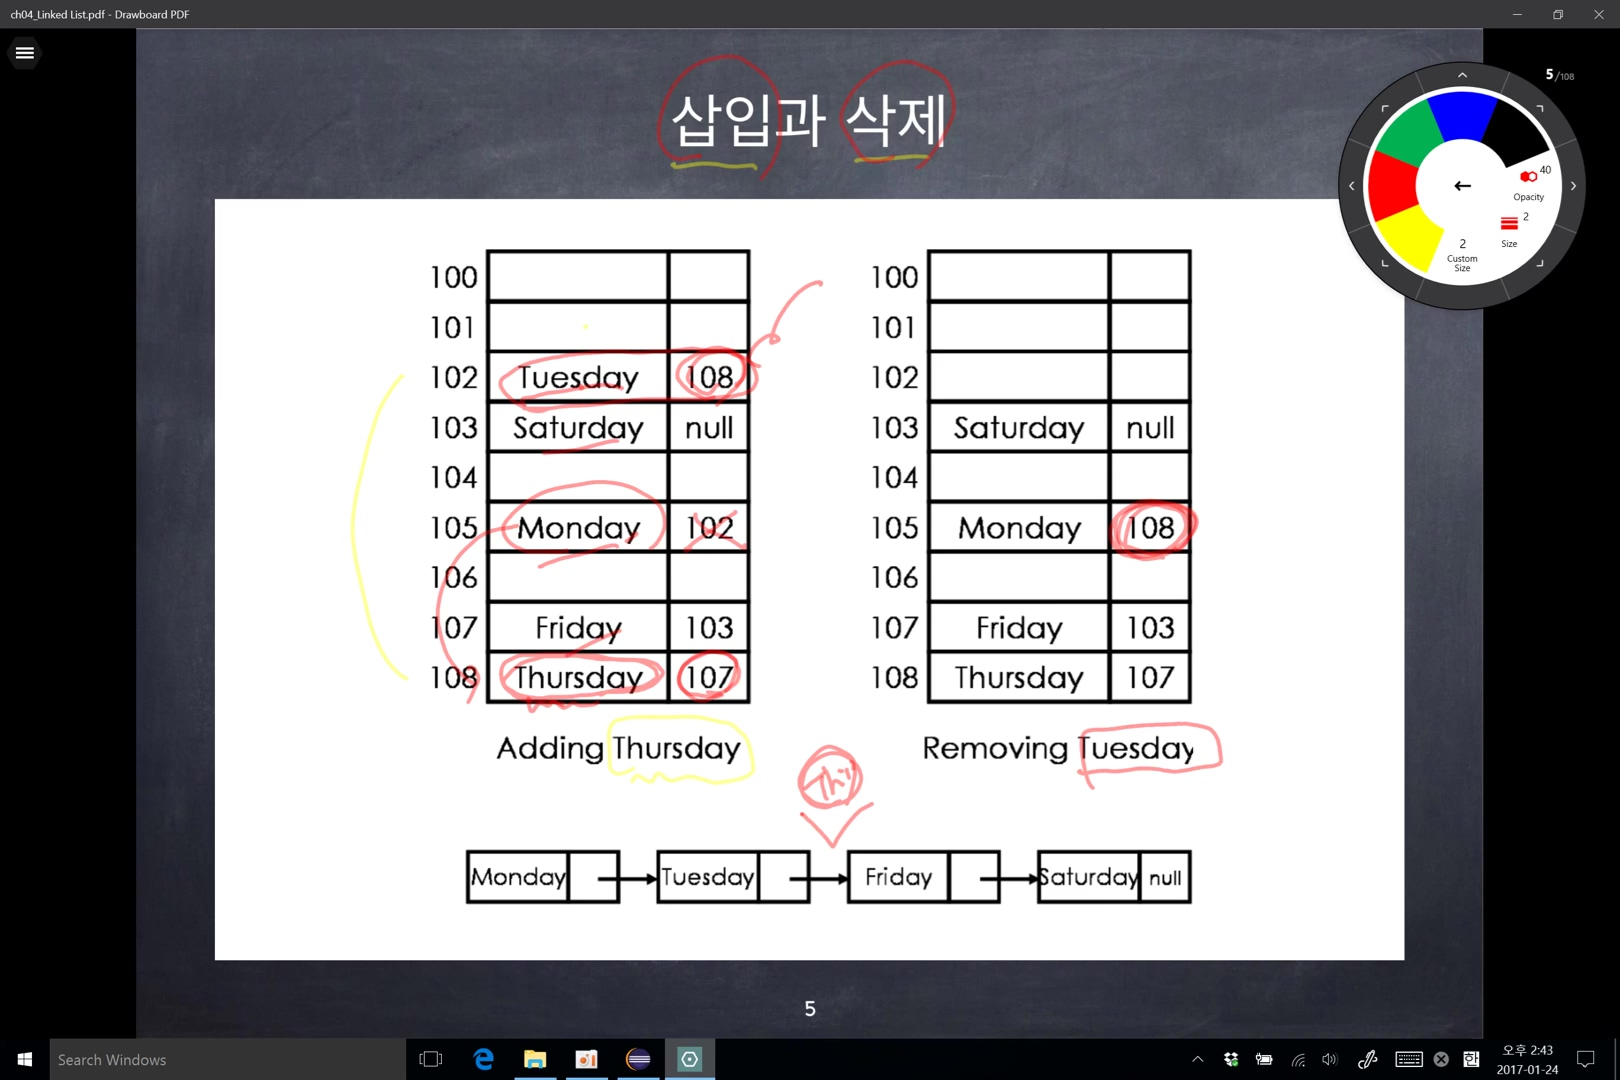 ch04_Linked List.pdf - Drawboard PDF
5/108
삽입과 삭제
40
Opacity
2
Size
2
Custom
Size
100
101
102 Tuesday 108
103 Saturday null
104
105 Monday 102
106
107 Friday 103
108 Thursday 107
Adding Thursday
100
101
102
103 Saturday null
104
105 Monday 108
106
107 Friday 103
108 Thursday 107
Removing Tuesday
Monday Tuesday Friday Saturday null
5
Search Windows
한
오후 2:43
2017-01-24